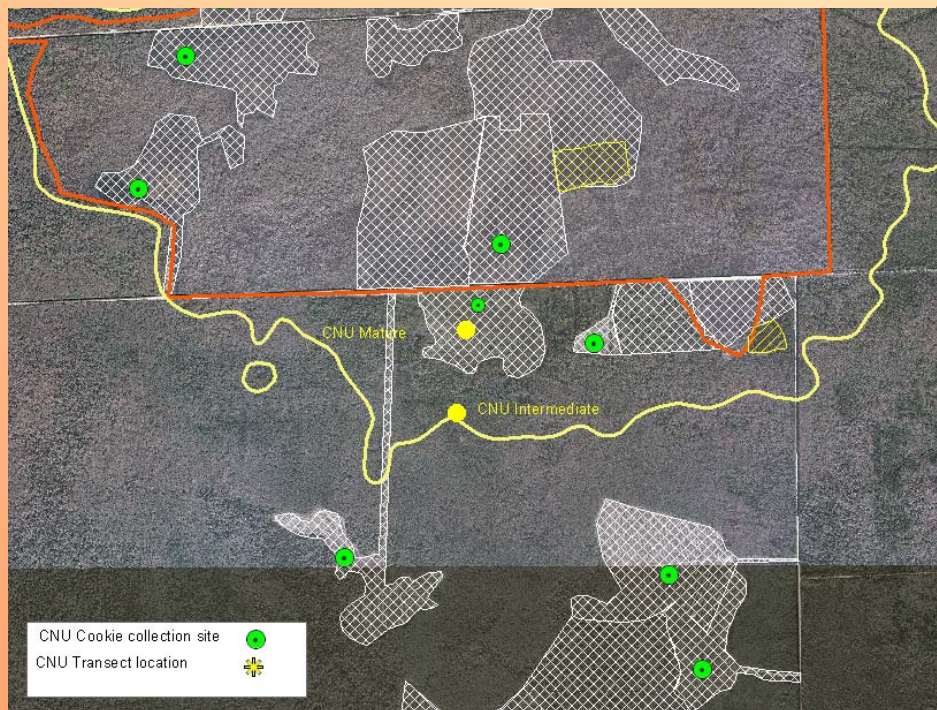 CNU Mature
CNU Intermediate
CNU Cookie collection site
CNU Transect location